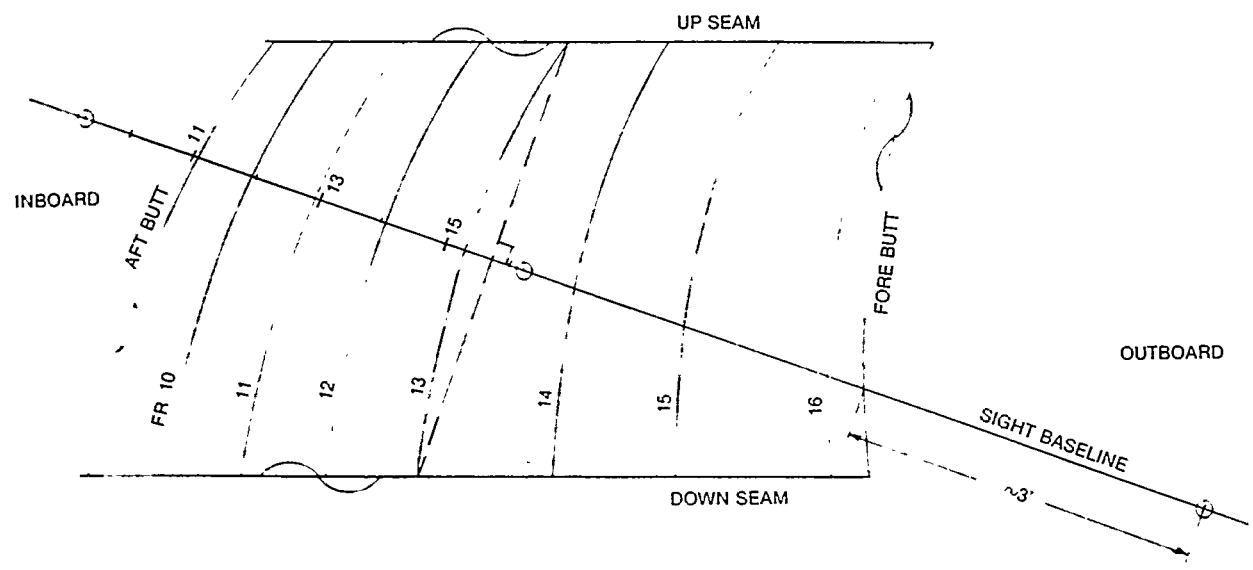 UP SEAM
11
INBOARD
AFT BUTT
13
15
FORE BUTT
OUTBOARD
FR 10
11
12
13
14
15
16
SIGHT BASELINE
~3'
DOWN SEAM